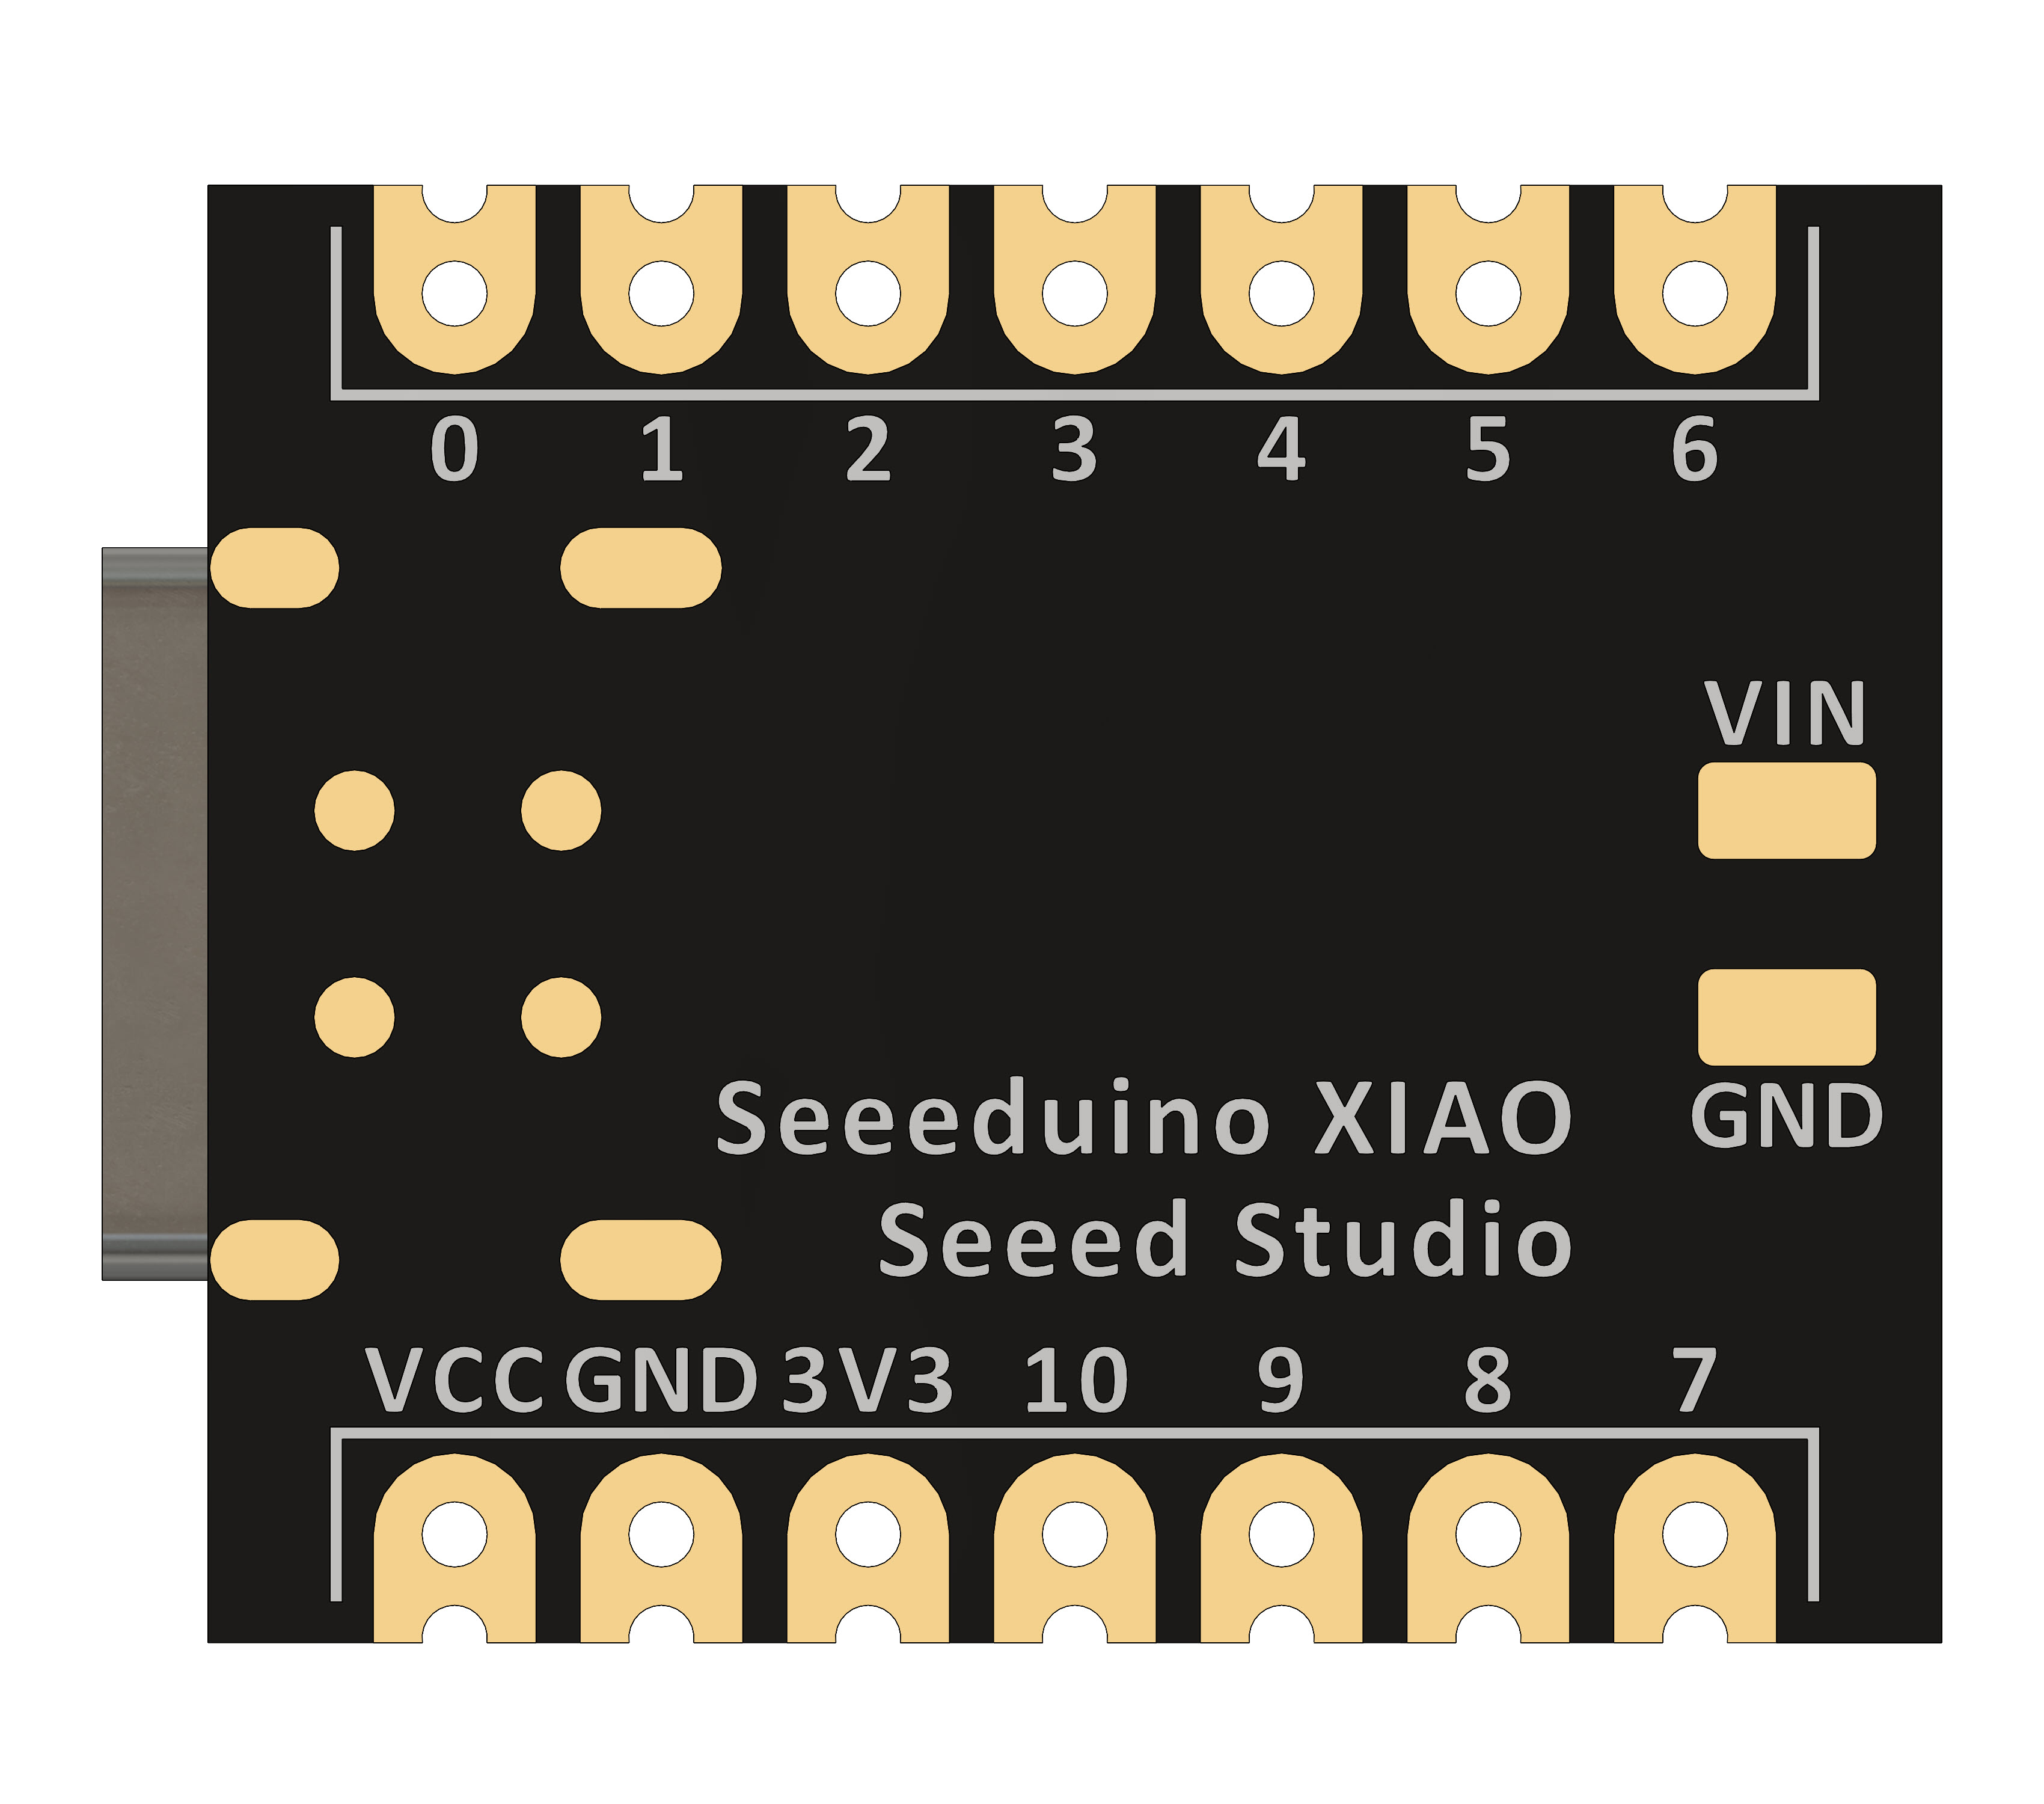 0 1 2 3 4 5 6
VIN
Seeeduino XIAO
GND
Seeed Studio
VCC GND 3V3 10 9 8 7